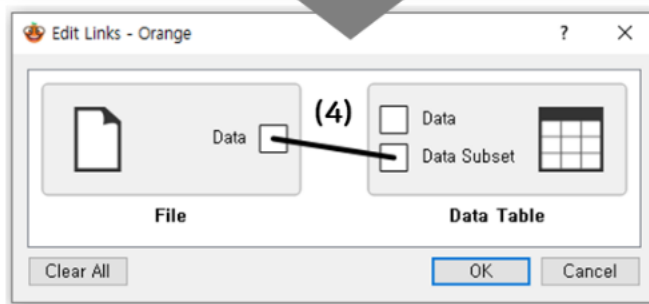 Edit Links - Orange
?
(4)
Data
Data
Data Subset
File
Data Table
Clear All
OK
Cancel